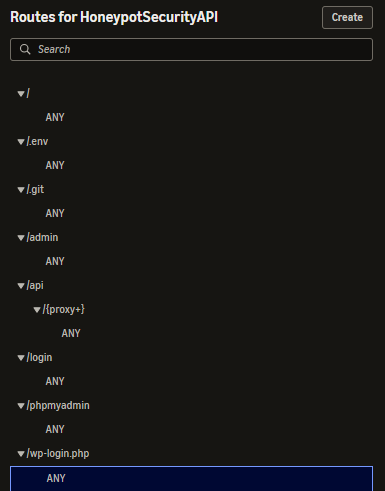 Routes for HoneypotSecurityAPI
Create
Search
/
ANY
/.env
ANY
/.git
ANY
/admin
ANY
/api
/{proxy+}
ANY
/login
ANY
/phpmyadmin
ANY
/wp-login.php
ANY